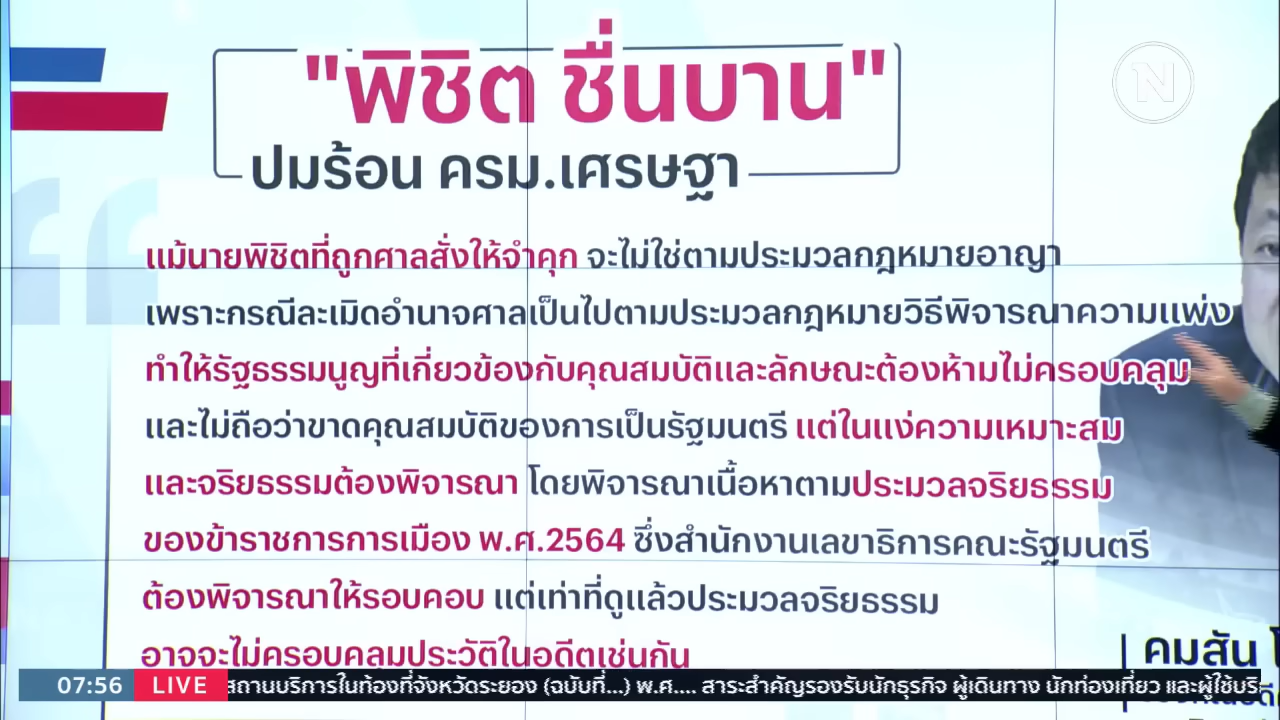 "พิชิต ชื่นบาน"
ปมร้อน ครม.เศรษฐา
แม้นายพิชิตที่ถูกศาลสั่งให้จำคุก จะไม่ใช่ตามประมวลกฎหมายอาญา
เพราะกรณีละเมิดอำนาจศาลเป็นไปตามประมวลกฎหมายวิธีพิจารณาความแพ่ง
ทำให้รัฐธรรมนูญที่เกี่ยวข้องกับคุณสมบัติและลักษณะต้องห้ามไม่ครอบคลุม
และไม่ถือว่าขาดคุณสมบัติของการเป็นรัฐมนตรี แต่ในแง่ความเหมาะสม
และจริยธรรมต้องพิจารณา โดยพิจารณาเนื้อหาตามประมวลจริยธรรม
ของข้าราชการการเมือง พ.ศ.2564 ซึ่งสำนักงานเลขาธิการคณะรัฐมนตรี
ต้องพิจารณาให้รอบคอบ แต่เท่าที่ดูแล้วประมวลจริยธรรม
อาจจะไม่ครอบคลุมประวัติในอดีตเช่นกัน
คมสัน
07:56 LIVE สถานบริการในท้องที่จังหวัดระยอง (ฉบับที่...) พ.ศ.... สาระสำคัญรองรับนักธุรกิจ ผู้เดินทาง นักท่องเที่ยว และผู้ใช้บริ
N